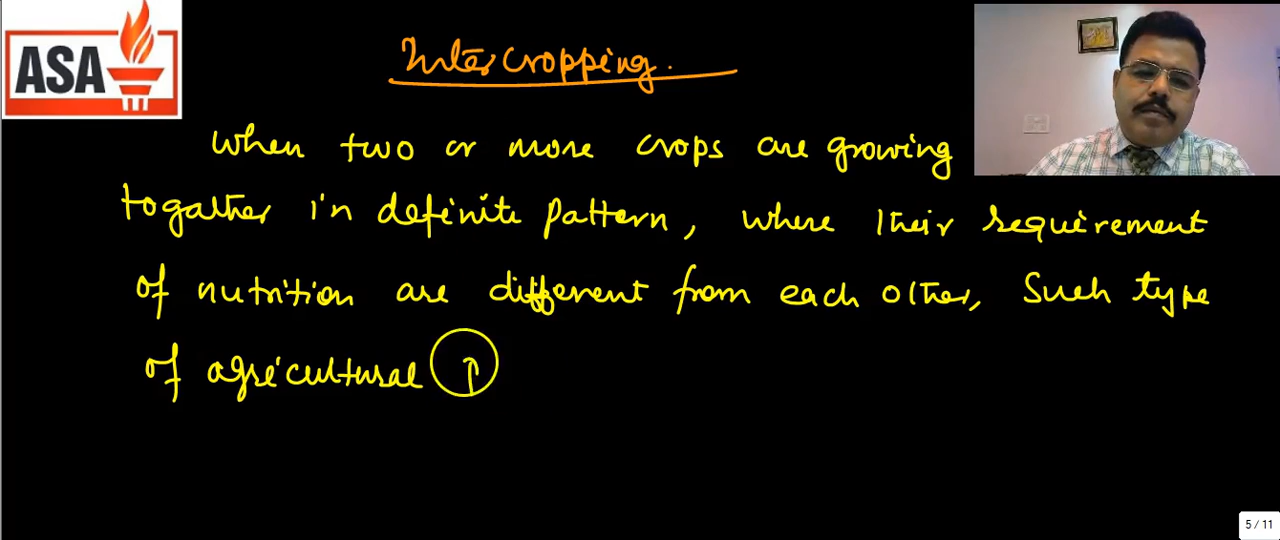 ASA
Inter Cropping.
When two or more crops are growing
togather in definite pattern, where their requirement
of nutrition are different from each other, Such type
of agricultural p
5 / 11